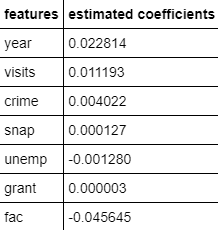 features estimated coefficients
year 0.022814
visits 0.011193
crime 0.004022
snap 0.000127
unemp -0.001280
grant 0.000003
fac -0.045645